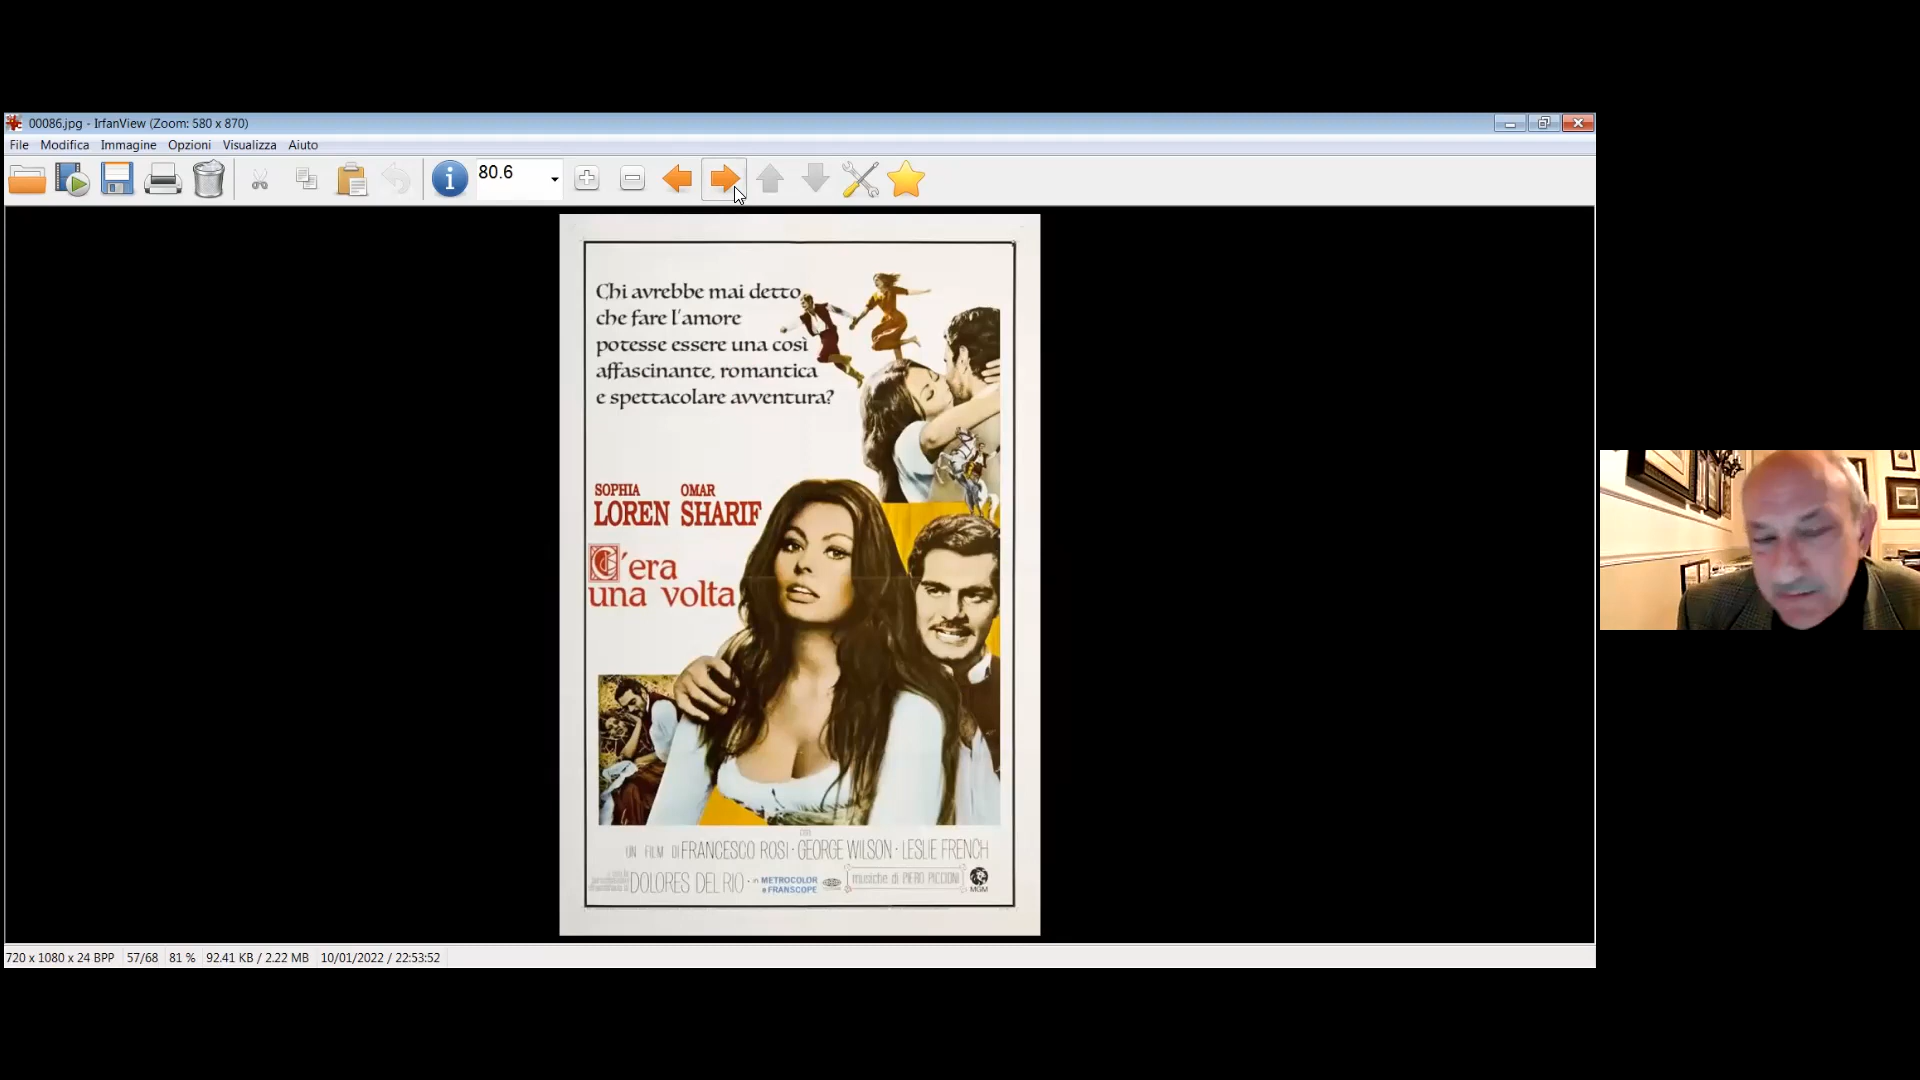 00086.jpg - IrfanView (Zoom: 580 x 870)
File Modifica Immagine Opzioni Visualizza Aiuto
80.6
Chi avrebbe mai detto
che fare l'amore
potesse essere una così
affascinante, romantica
e spettacolare avventura?
SOPHIA OMAR
LOREN SHARIF
C'era
una volta
CON
UN FILM DI FRANCESCO ROSI · GEORGE WILSON · LESLIE FRENCH
DOLORES DEL RIO · in METROCOLOR
e FRANSCOPE
musiche di PIERO PICCIONI
MGM
720 x 1080 x 24 BPP 57/68 81 % 92.41 KB / 2.22 MB 10/01/2022 / 22:53:52